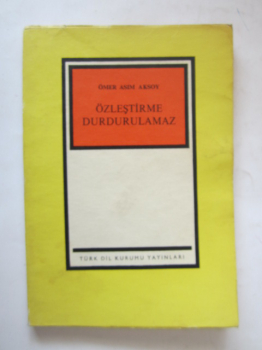 ÖMER ASIM AKSOY
ÖZLEŞTİRME
DURDURULAMAZ
TÜRK DİL KURUMU YAYINLARI